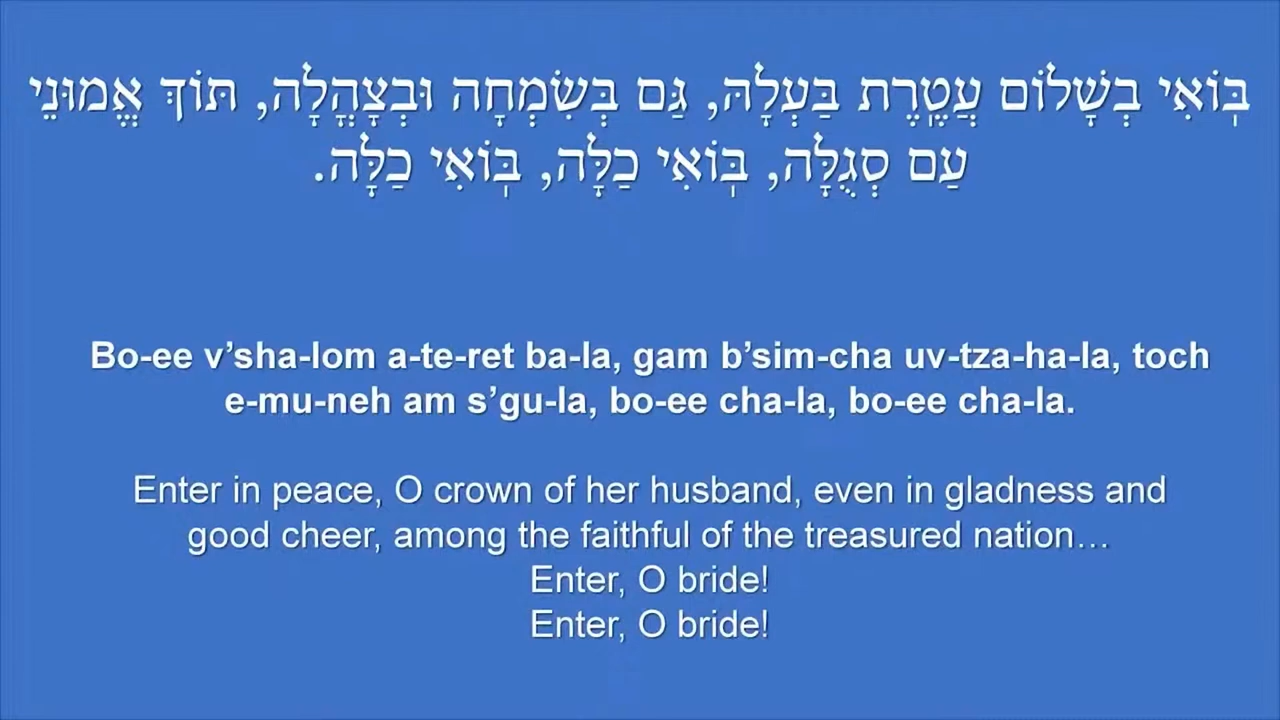 בּוֹאִי בְשָׁלוֹם עֲטֶרֶת בַּעְלָהּ, גַּם בְּשִׂמְחָה וּבְצָהֳלָה, תּוֹךְ אֱמוּנֵי
עַם סְגֻלָּה, בּוֹאִי כַלָּה, בּוֹאִי כַלָּה.
Bo-ee v’sha-lom a-te-ret ba-la, gam b’sim-cha uv-tza-ha-la, toch
e-mu-neh am s’gu-la, bo-ee cha-la, bo-ee cha-la.
Enter in peace, O crown of her husband, even in gladness and
good cheer, among the faithful of the treasured nation…
Enter, O bride!
Enter, O bride!